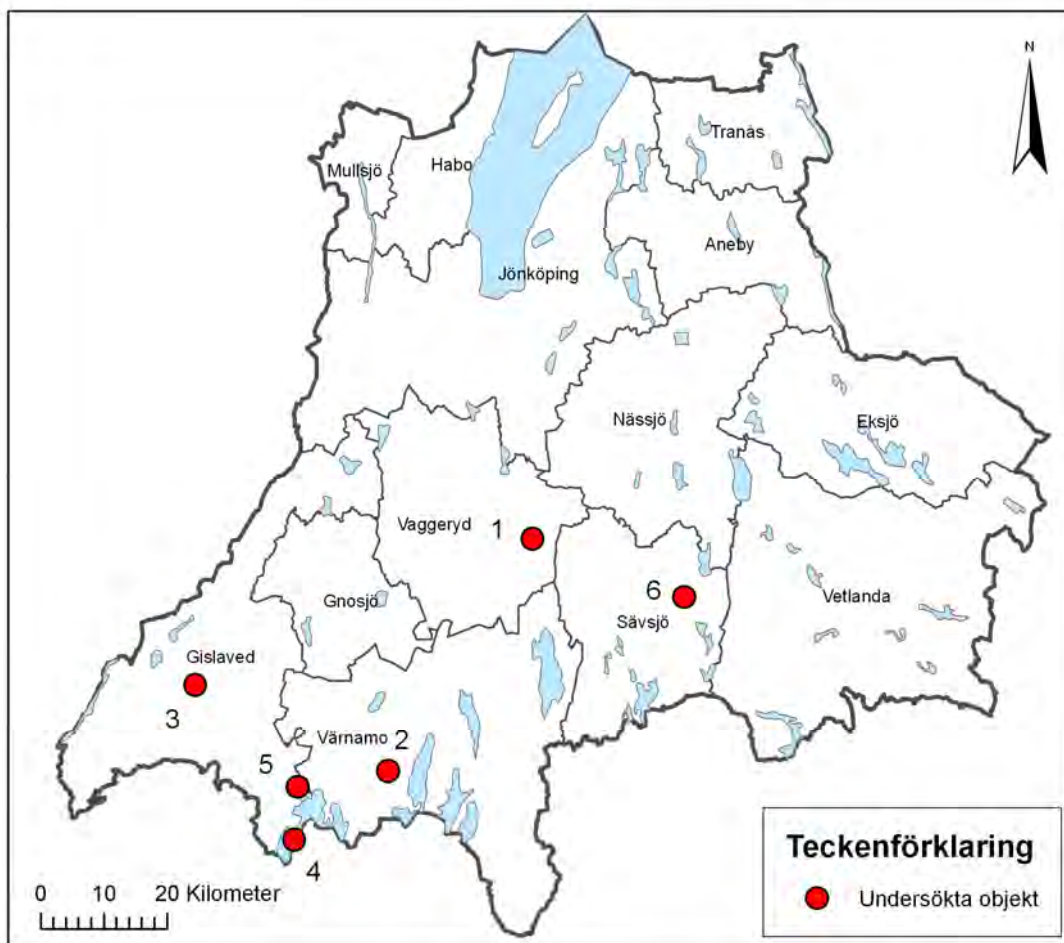 N
Tranås
Habo
Mullsjö
Aneby
Jönköping
Nässjö
Eksjö
Vaggeryd
1
Gnosjö
6
Vetlanda
Sävsjö
Gislaved
3
Värnamo
2
5
4
0 10 20 Kilometer
Teckenförklaring
Undersökta objekt